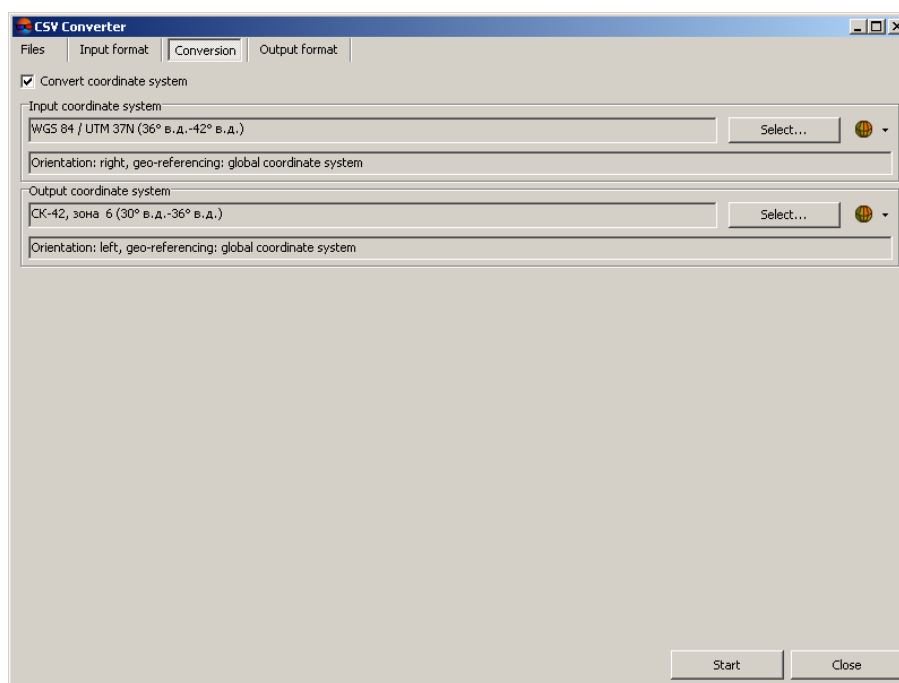 CSV Converter
Files Input format Conversion Output format
Convert coordinate system
Input coordinate system
WGS 84 / UTM 37N (36° в.д.-42° в.д.) Select...
Orientation: right, geo-referencing: global coordinate system
Output coordinate system
СК-42, зона 6 (30° в.д.-36° в.д.) Select...
Orientation: left, geo-referencing: global coordinate system
Start Close